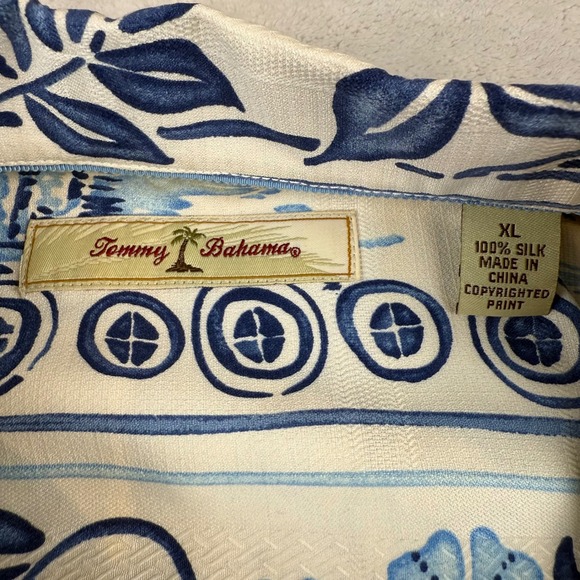 Tommy Bahama®
XL
100% SILK
MADE IN
CHINA
COPYRIGHTED
PRINT